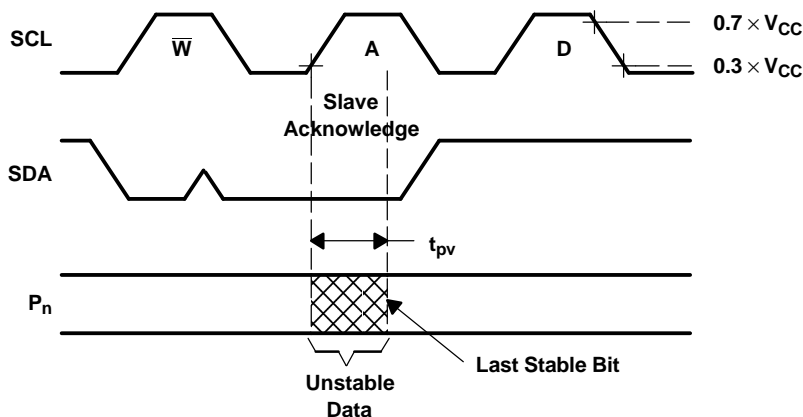 SCL
W̅
A
D
0.7 × VCC
0.3 × VCC
Slave
Acknowledge
SDA
tpv
Pn
Last Stable Bit
Unstable
Data